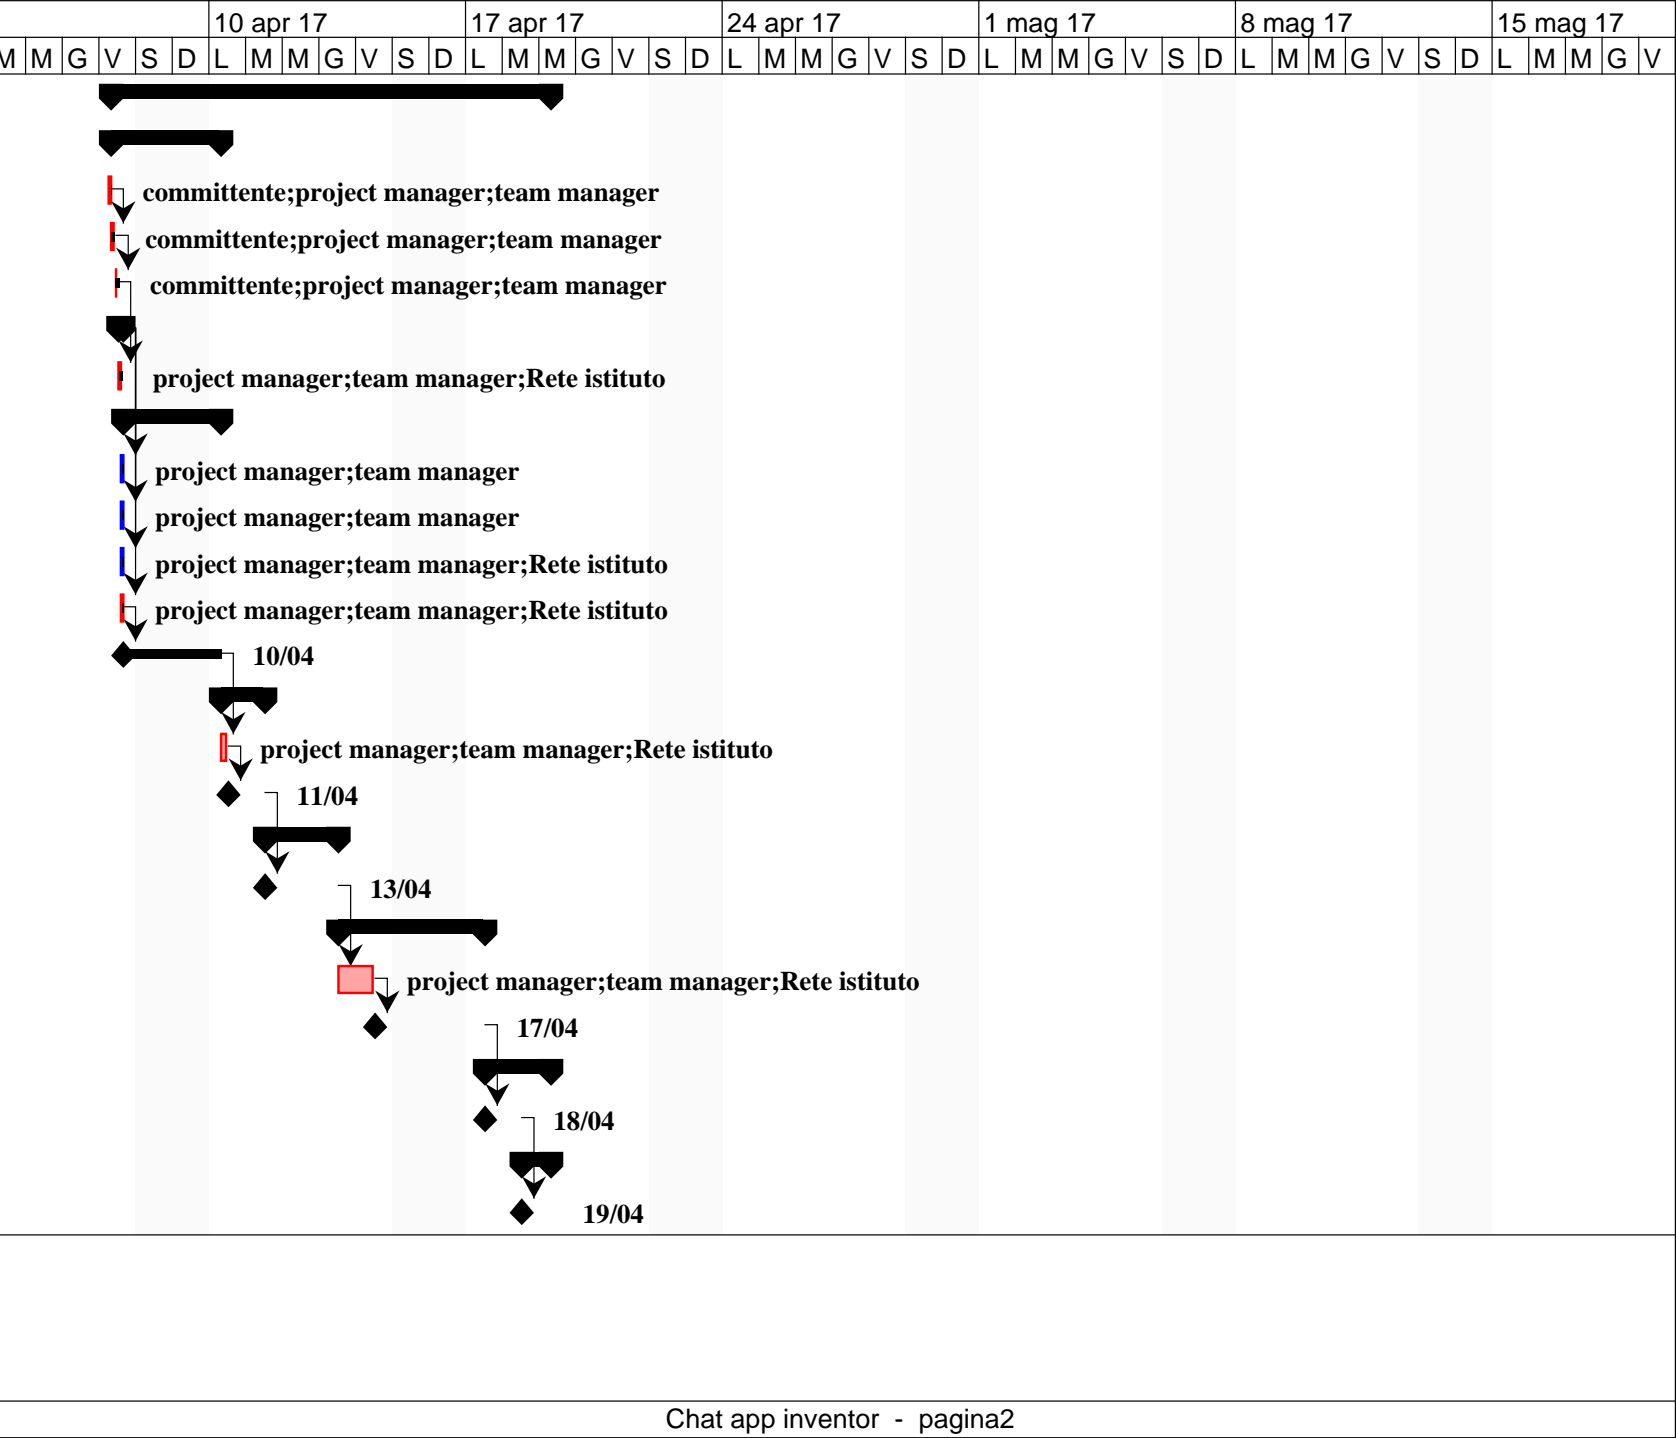 10 apr 17 17 apr 17 24 apr 17 1 mag 17 8 mag 17 15 mag 17
M M G V S D L M M G V S D L M M G V S D L M M G V S D L M M G V S D L M M G V S D L M M G V
committente;project manager;team manager
committente;project manager;team manager
committente;project manager;team manager
project manager;team manager;Rete istituto
project manager;team manager
project manager;team manager
project manager;team manager;Rete istituto
project manager;team manager;Rete istituto
10/04
project manager;team manager;Rete istituto
11/04
13/04
project manager;team manager;Rete istituto
17/04
18/04
19/04
Chat app inventor - pagina2